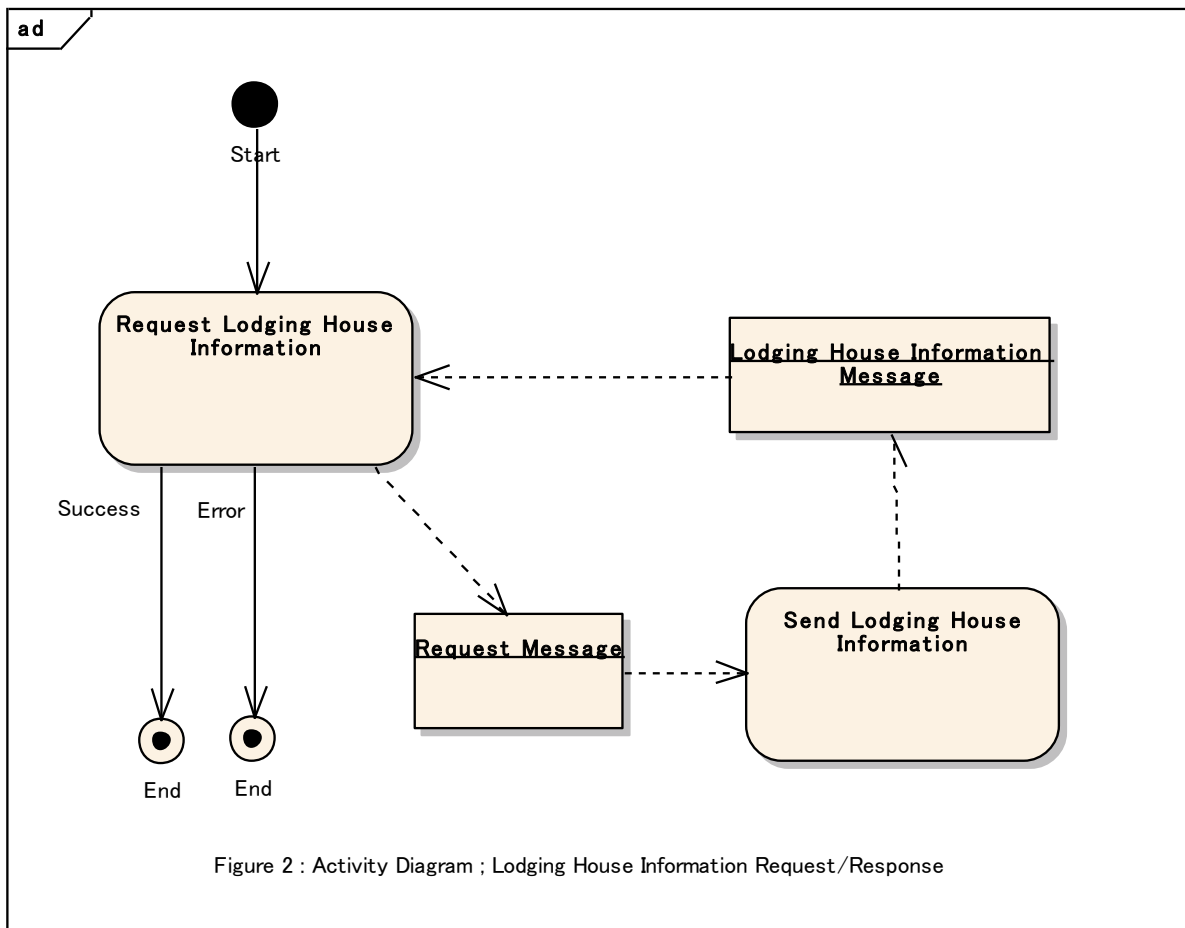 ad
Start
Request Lodging House
Information
Lodging House Information
Message
Success
Error
Request Message
Send Lodging House
Information
End
End
Figure 2 : Activity Diagram ; Lodging House Information Request/Response